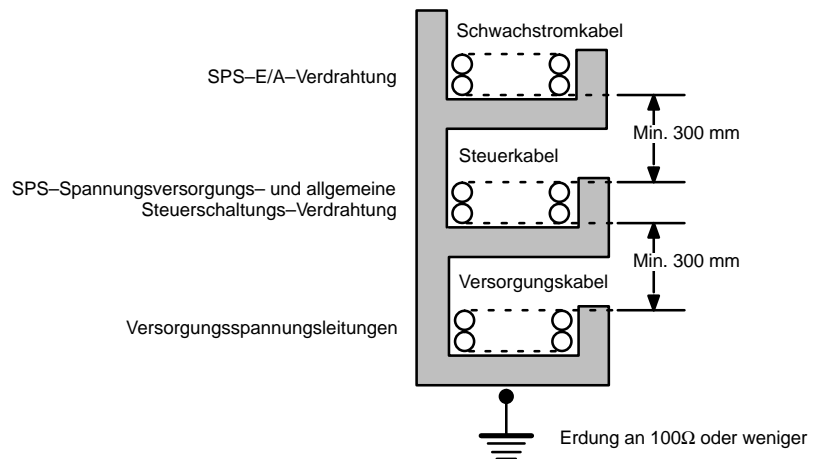 Schwachstromkabel
SPS–E/A–Verdrahtung
Min. 300 mm
Steuerkabel
SPS–Spannungsversorgungs– und allgemeine
Steuerschaltungs–Verdrahtung
Min. 300 mm
Versorgungskabel
Versorgungsspannungsleitungen
Erdung an 100Ω oder weniger